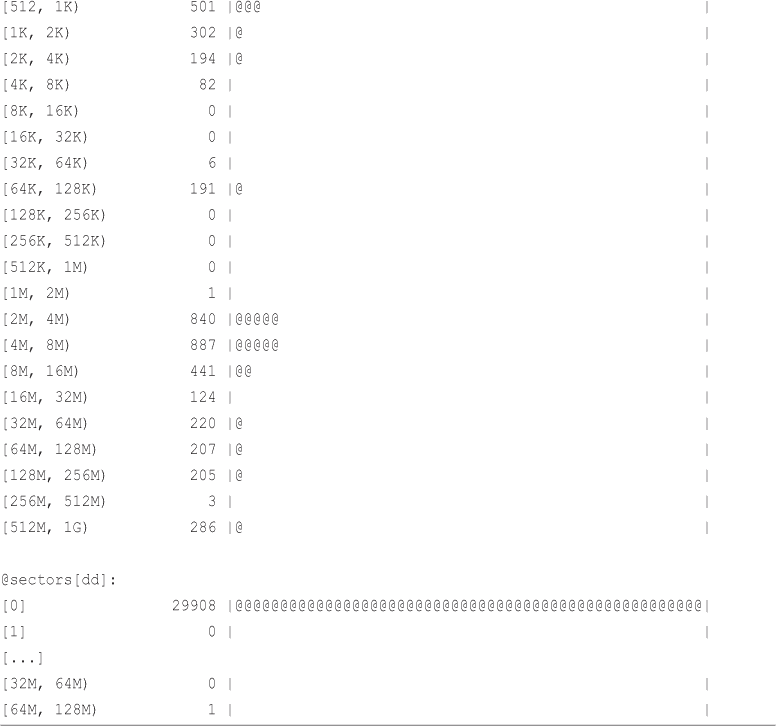 [512, 1K) 501 |@@@ |
[1K, 2K) 302 |@ |
[2K, 4K) 194 |@ |
[4K, 8K) 82 | |
[8K, 16K) 0 | |
[16K, 32K) 0 | |
[32K, 64K) 6 | |
[64K, 128K) 191 |@ |
[128K, 256K) 0 | |
[256K, 512K) 0 | |
[512K, 1M) 0 | |
[1M, 2M) 1 | |
[2M, 4M) 840 |@@@@@ |
[4M, 8M) 887 |@@@@@ |
[8M, 16M) 441 |@@ |
[16M, 32M) 124 | |
[32M, 64M) 220 |@ |
[64M, 128M) 207 |@ |
[128M, 256M) 205 |@ |
[256M, 512M) 3 | |
[512M, 1G) 286 |@ |
@sectors[dd]:
[0] 29908 |@@@@@@@@@@@@@@@@@@@@@@@@@@@@@@@@@@@@@@@@@@@@@@@@@@@@|
[1] 0 | |
[...]
[32M, 64M) 0 | |
[64M, 128M) 1 | |